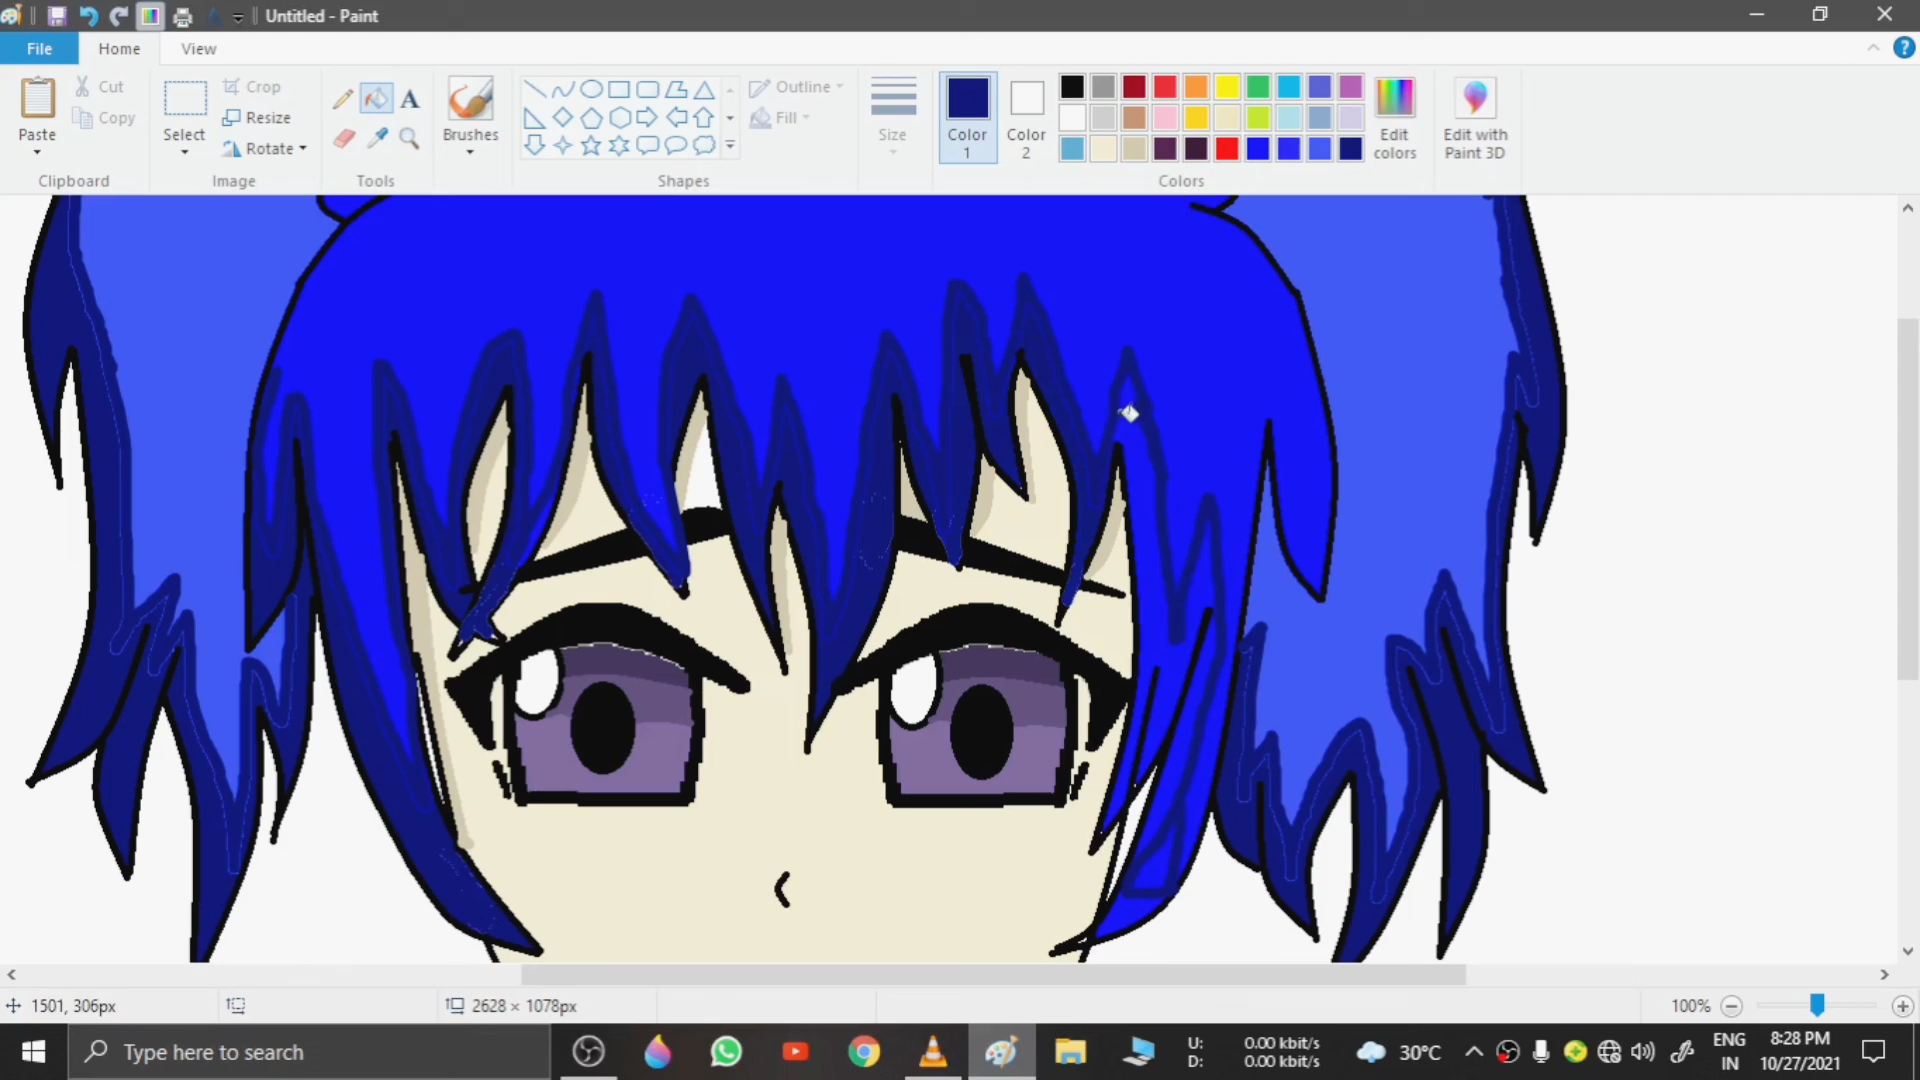 Untitled - Paint
File
Home
View
Paste
Cut
Copy
Clipboard
Select
Crop
Resize
Rotate
Image
A
Tools
Brushes
Outline
Fill
Shapes
Size
Color
1
Color
2
Edit
colors
Colors
Edit with
Paint 3D
1501, 306px
2628 × 1078px
100%
Type here to search
U:
D:
0.00 kbit/s
0.00 kbit/s
30°C
ENG
IN
8:28 PM
10/27/2021